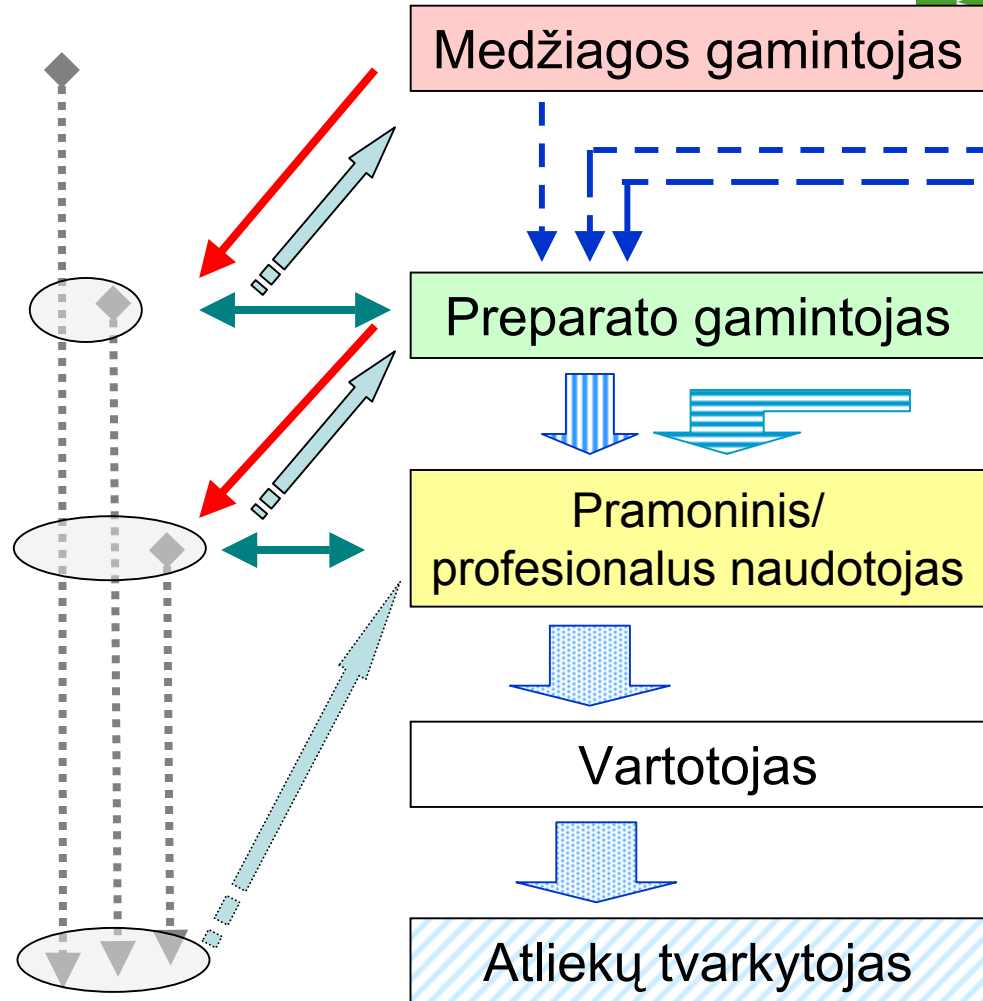 Medžiagos gamintojas
Preparato gamintojas
Pramoninis/
profesionalus naudotojas
Vartotojas
Atliekų tvarkytojas